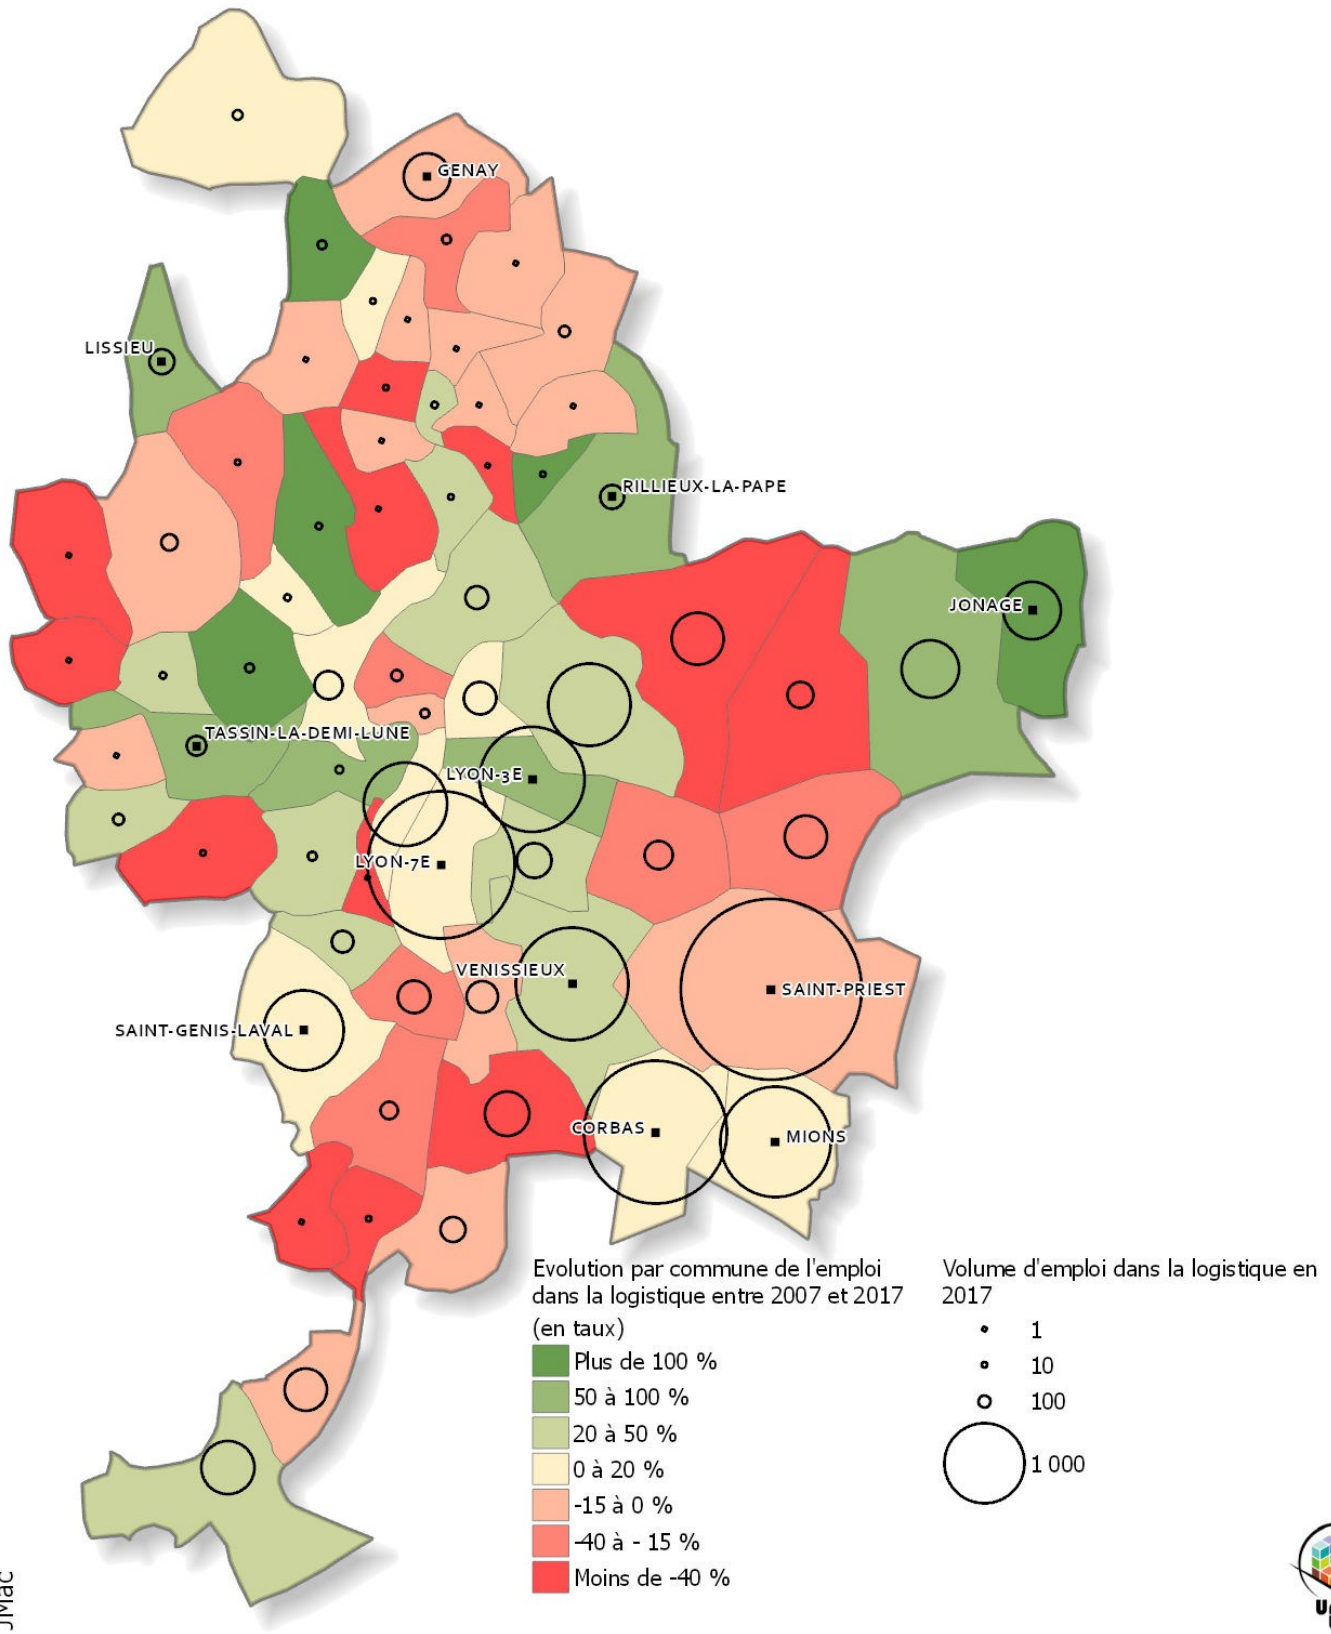 GENAY
LISSIEU
RILLIEUX-LA-PAPE
JONAGE
TASSIN-LA-DEMI-LUNE
LYON-3E
LYON-7E
VENISSIEUX
SAINT-PRIEST
SAINT-GENIS-LAVAL
CORBAS
MIONS
Evolution par commune de l'emploi
dans la logistique entre 2007 et 2017
(en taux)
Plus de 100 %
50 à 100 %
20 à 50 %
0 à 20 %
-15 à 0 %
-40 à - 15 %
Moins de -40 %
Volume d'emploi dans la logistique en
2017
1
10
100
1 000
JMac